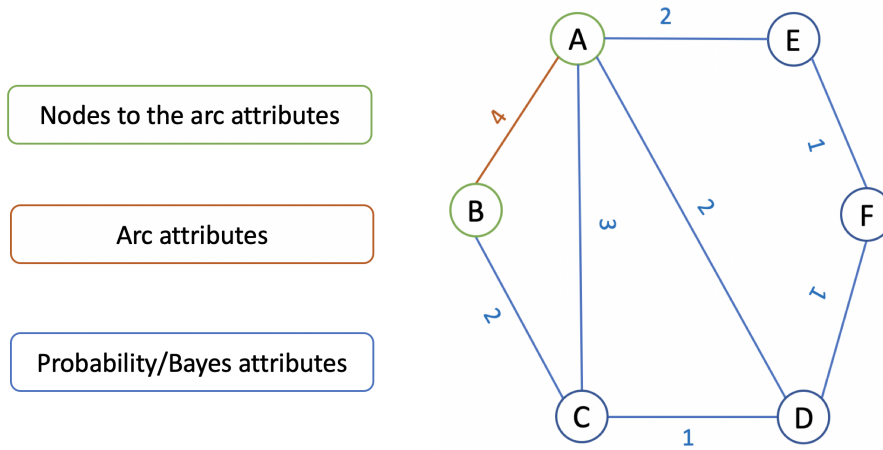 Nodes to the arc attributes
Arc attributes
Probability/Bayes attributes
A
2
E
4
1
B
3
2
F
2
1
C
1
D